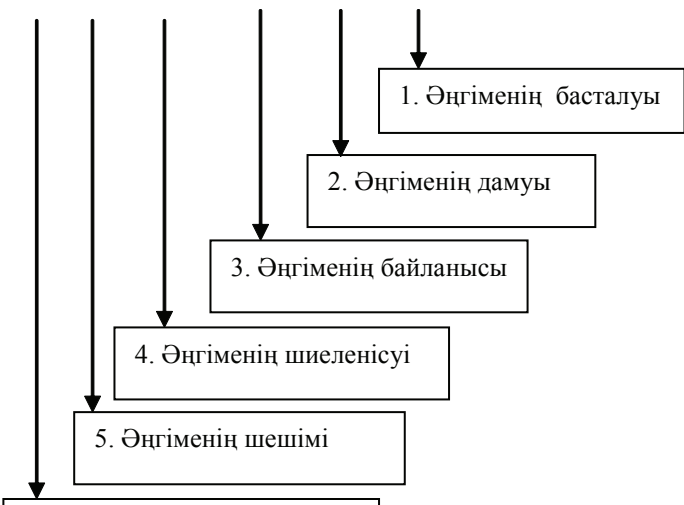 1. Әңгіменің басталуы
2. Әңгіменің дамуы
3. Әңгіменің байланысы
4. Әңгіменің шиеленісуі
5. Әңгіменің шешімі